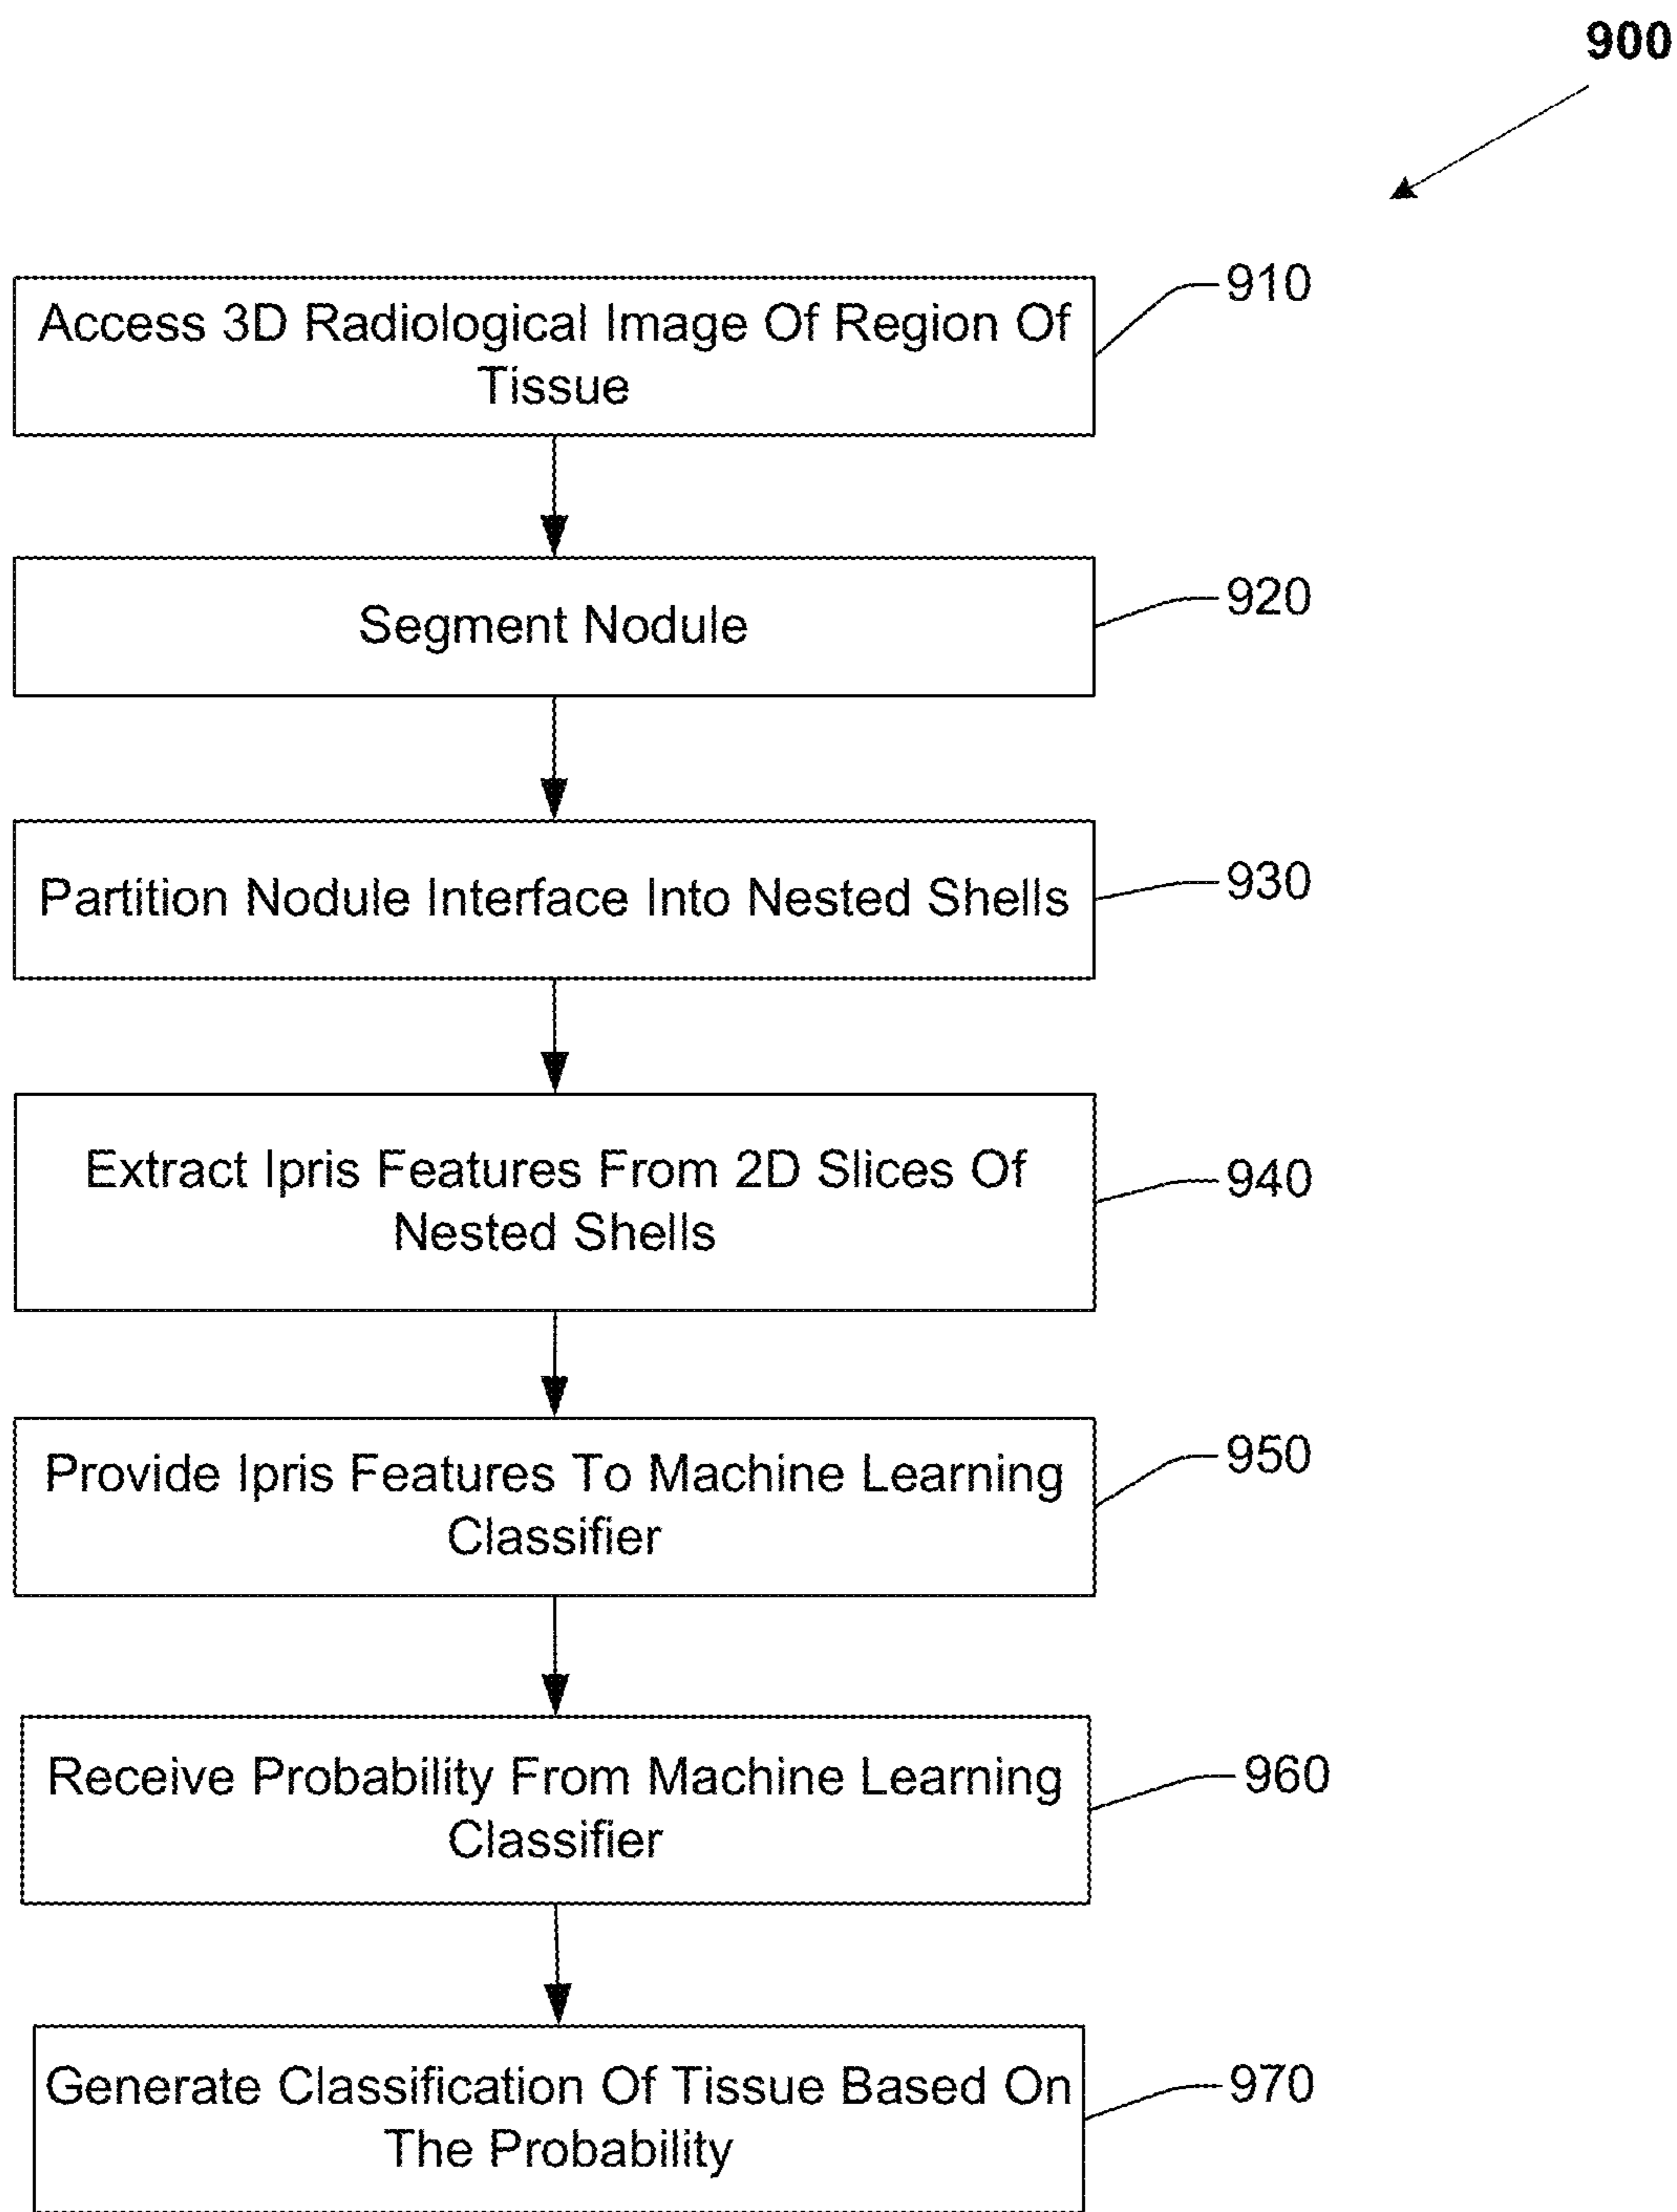 900
Access 3D Radiological Image Of Region Of
Tissue
910
Segment Nodule
920
Partition Nodule Interface Into Nested Shells
930
Extract Ipris Features From 2D Slices Of
Nested Shells
940
Provide Ipris Features To Machine Learning
Classifier
950
Receive Probability From Machine Learning
Classifier
960
Generate Classification Of Tissue Based On
The Probability
970